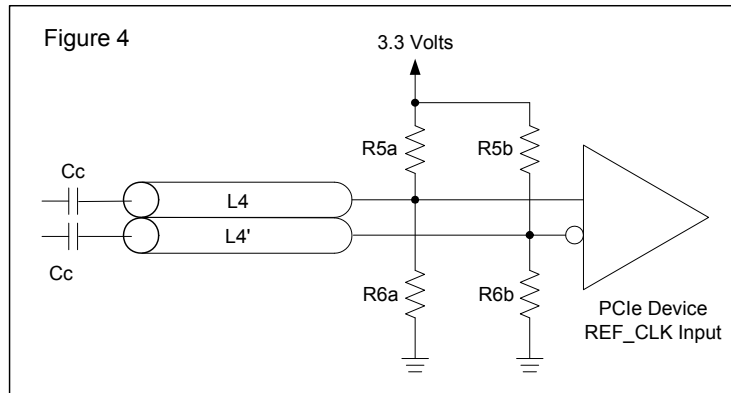 Figure 4
3.3 Volts
R5a
R5b
Cc
L4
L4'
Cc
R6a
R6b
PCIe Device
REF_CLK Input